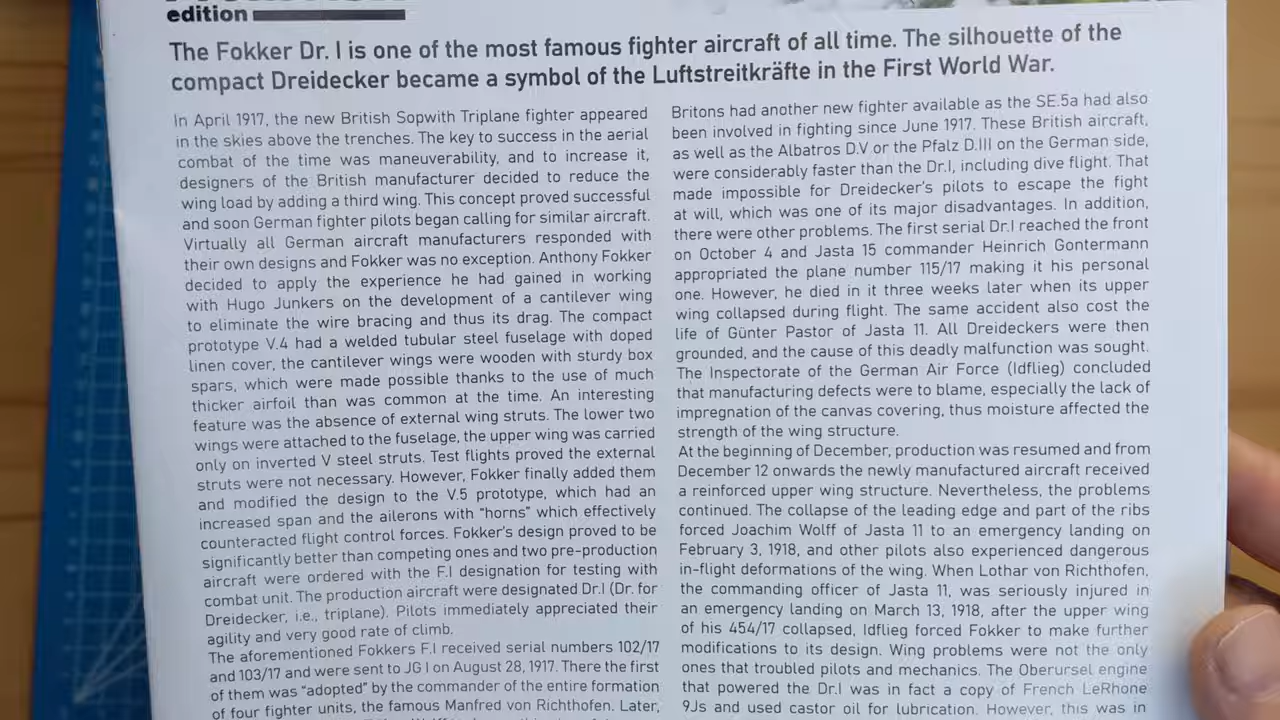 edition
The Fokker Dr. I is one of the most famous fighter aircraft of all time. The silhouette of the
compact Dreidecker became a symbol of the Luftstreitkräfte in the First World War.
In April 1917, the new British Sopwith Triplane fighter appeared
in the skies above the trenches. The key to success in the aerial
combat of the time was maneuverability, and to increase it,
designers of the British manufacturer decided to reduce the
wing load by adding a third wing. This concept proved successful
and soon German fighter pilots began calling for similar aircraft.
Virtually all German aircraft manufacturers responded with
their own designs and Fokker was no exception. Anthony Fokker
decided to apply the experience he had gained in working
with Hugo Junkers on the development of a cantilever wing
to eliminate the wire bracing and thus its drag. The compact
prototype V.4 had a welded tubular steel fuselage with doped
linen cover, the cantilever wings were wooden with sturdy box
spars, which were made possible thanks to the use of much
thicker airfoil than was common at the time. An interesting
feature was the absence of external wing struts. The lower two
wings were attached to the fuselage, the upper wing was carried
only on inverted V steel struts. Test flights proved the external
struts were not necessary. However, Fokker finally added them
and modified the design to the V.5 prototype, which had an
increased span and the ailerons with “horns” which effectively
counteracted flight control forces. Fokker’s design proved to be
significantly better than competing ones and two pre-production
aircraft were ordered with the F.I designation for testing with
combat unit. The production aircraft were designated Dr.I (Dr. for
Dreidecker, i.e., triplane). Pilots immediately appreciated their
agility and very good rate of climb.
The aforementioned Fokkers F.I received serial numbers 102/17
and 103/17 and were sent to JG I on August 28, 1917. There the first
of them was “adopted” by the commander of the entire formation
of four fighter units, the famous Manfred von Richthofen. Later,
Britons had another new fighter available as the SE.5a had also
been involved in fighting since June 1917. These British aircraft,
as well as the Albatros D.V or the Pfalz D.III on the German side,
were considerably faster than the Dr.I, including dive flight. That
made impossible for Dreidecker’s pilots to escape the fight
at will, which was one of its major disadvantages. In addition,
there were other problems. The first serial Dr.I reached the front
on October 4 and Jasta 15 commander Heinrich Gontermann
appropriated the plane number 115/17 making it his personal
one. However, he died in it three weeks later when its upper
wing collapsed during flight. The same accident also cost the
life of Günter Pastor of Jasta 11. All Dreideckers were then
grounded, and the cause of this deadly malfunction was sought.
The Inspectorate of the German Air Force (Idflieg) concluded
that manufacturing defects were to blame, especially the lack of
impregnation of the canvas covering, thus moisture affected the
strength of the wing structure.
At the beginning of December, production was resumed and from
December 12 onwards the newly manufactured aircraft received
a reinforced upper wing structure. Nevertheless, the problems
continued. The collapse of the leading edge and part of the ribs
forced Joachim Wolff of Jasta 11 to an emergency landing on
February 3, 1918, and other pilots also experienced dangerous
in-flight deformations of the wing. When Lothar von Richthofen,
the commanding officer of Jasta 11, was seriously injured in
an emergency landing on March 13, 1918, after the upper wing
of his 454/17 collapsed, Idflieg forced Fokker to make further
modifications to its design. Wing problems were not the only
ones that troubled pilots and mechanics. The Oberursel engine
that powered the Dr.I was in fact a copy of French LeRhone
9Js and used castor oil for lubrication. However, this was in